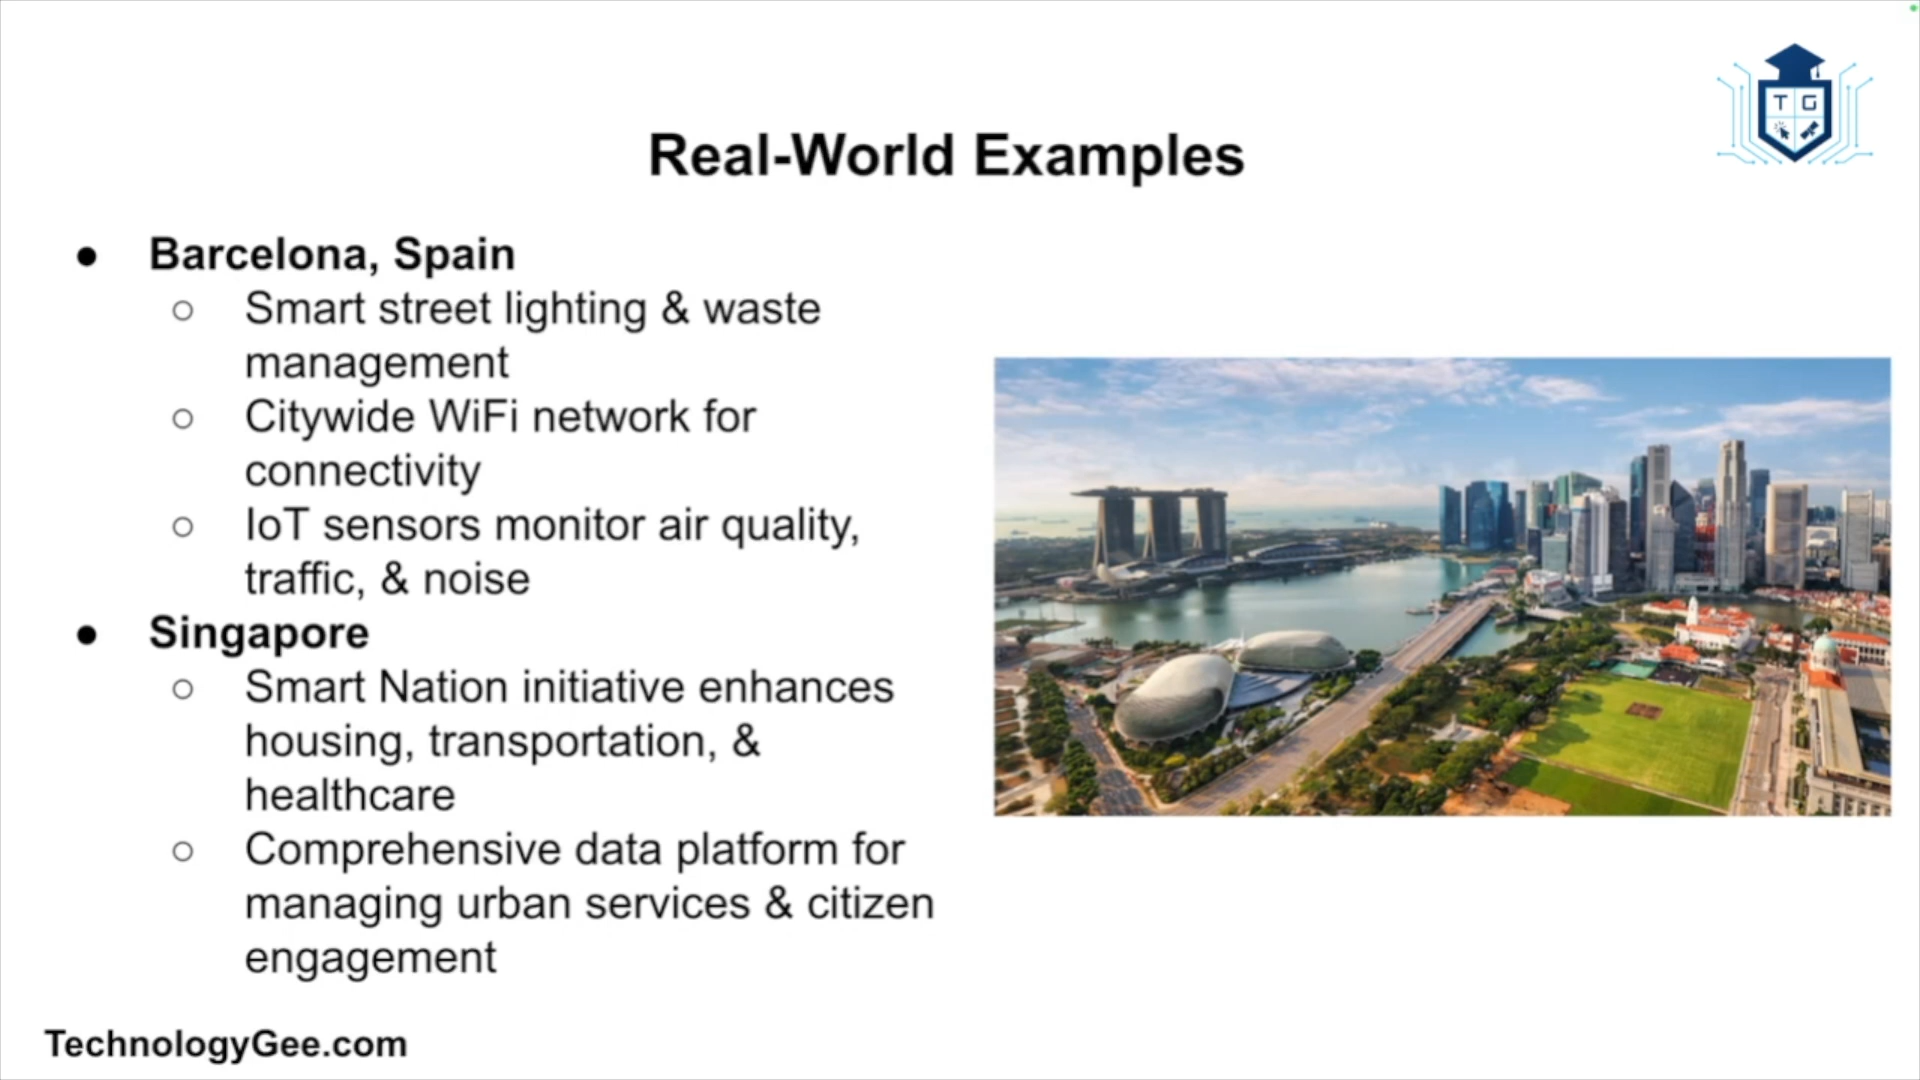 T G
Real-World Examples
● Barcelona, Spain
○ Smart street lighting & waste
management
○ Citywide WiFi network for
connectivity
○ IoT sensors monitor air quality,
traffic, & noise
● Singapore
○ Smart Nation initiative enhances
housing, transportation, &
healthcare
○ Comprehensive data platform for
managing urban services & citizen
engagement
TechnologyGee.com